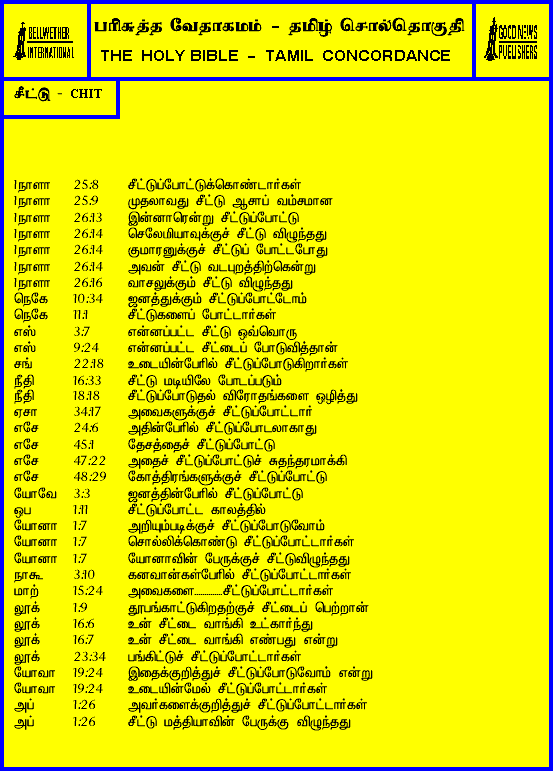 BELLWETHER
INTERNATIONAL
பரிசுத்த வேதாகமம் - தமிழ் சொல்தொகுதி
THE HOLY BIBLE - TAMIL CONCORDANCE
GOOD NEWS
PUBLISHERS
சீட்டு - CHIT
1நாளா 25:8 சீட்டுப்போட்டுக்கொண்டார்கள்
1நாளா 25:9 முதலாவது சீட்டு ஆசாப் வம்சமான
1நாளா 26:13 இன்னாரென்று சீட்டுப்போட்டு
1நாளா 26:14 செலேமியாவுக்குச் சீட்டு விழுந்தது
1நாளா 26:14 குமாரனுக்குச் சீட்டுப் போட்டபோது
1நாளா 26:14 அவன் சீட்டு வடபுறத்திற்கென்று
1நாளா 26:16 வாசலுக்கும் சீட்டு விழுந்தது
நெகே 10:34 ஜனத்துக்கும் சீட்டுப்போட்டோம்
நெகே 11:1 சீட்டுகளைப் போட்டார்கள்
எஸ் 3:7 என்னப்பட்ட சீட்டு ஒவ்வொரு
எஸ் 9:24 என்னப்பட்ட சீட்டைப் போடுவித்தான்
சங் 22:18 உடையின்பேரில் சீட்டுப்போடுகிறார்கள்
நீதி 16:33 சீட்டு மடியிலே போடப்படும்
நீதி 18:18 சீட்டுப்போடுதல் விரோதங்களை ஒழித்து
ஏசா 34:17 அவைகளுக்குச் சீட்டுப்போட்டார்
எசே 24:6 அதின்பேரில் சீட்டுப்போடலாகாது
எசே 45:1 தேசத்தைச் சீட்டுப்போட்டு
எசே 47:22 அதைச் சீட்டுப்போட்டுச் சுதந்தரமாக்கி
எசே 48:29 கோத்திரங்களுக்குச் சீட்டுப்போட்டு
யோவே 3:3 ஜனத்தின்பேரில் சீட்டுப்போட்டு
ஒப 1:11 சீட்டுப்போட்ட காலத்தில்
யோனா 1:7 அறியும்படிக்குச் சீட்டுப்போடுவோம்
யோனா 1:7 சொல்லிக்கொண்டு சீட்டுப்போட்டார்கள்
யோனா 1:7 யோனாவின் பேருக்குச் சீட்டுவிழுந்தது
நாகூ 3:10 கனவான்கள்பேரில் சீட்டுப்போட்டார்கள்
மாற் 15:24 அவைகளை..............சீட்டுப்போட்டார்கள்
லூக் 1:9 தூபங்காட்டுகிறதற்குச் சீட்டைப் பெற்றான்
லூக் 16:6 உன் சீட்டை வாங்கி உட்கார்ந்து
லூக் 16:7 உன் சீட்டை வாங்கி எண்பது என்று
லூக் 23:34 பங்கிட்டுச் சீட்டுப்போட்டார்கள்
யோவா 19:24 இதைக்குறித்துச் சீட்டுப்போடுவோம் என்று
யோவா 19:24 உடையின்மேல் சீட்டுப்போட்டார்கள்
அப் 1:26 அவர்களைக்குறித்துச் சீட்டுப்போட்டார்கள்
அப் 1:26 சீட்டு மத்தியாவின் பேருக்கு விழுந்தது